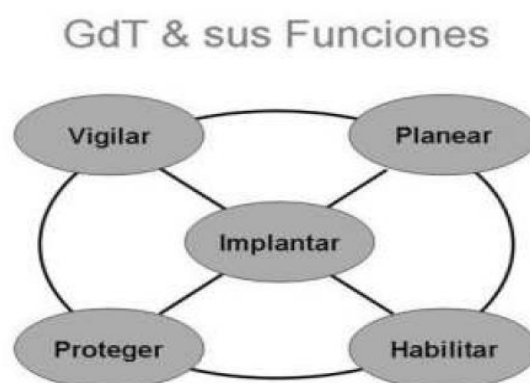 GdT & sus Funciones
Vigilar
Planear
Implantar
Proteger
Habilitar